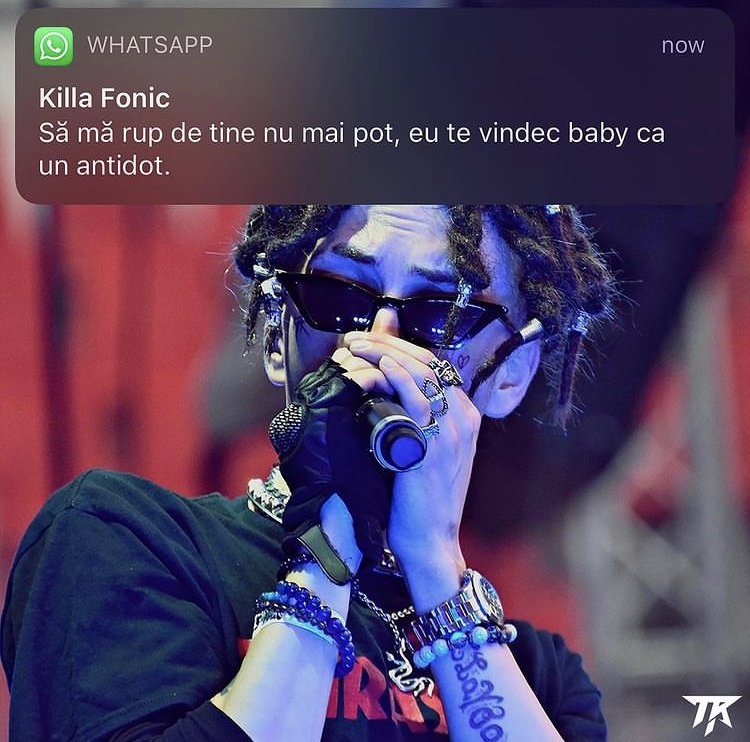 WHATSAPP
now
Killa Fonic
Să mă rup de tine nu mai pot, eu te vindec baby ca
un antidot.